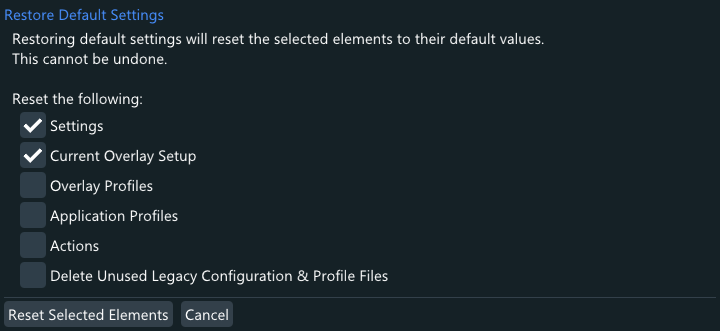 Restore Default Settings
Restoring default settings will reset the selected elements to their default values.
This cannot be undone.
Reset the following:
Settings
Current Overlay Setup
Overlay Profiles
Application Profiles
Actions
Delete Unused Legacy Configuration & Profile Files
Reset Selected Elements Cancel